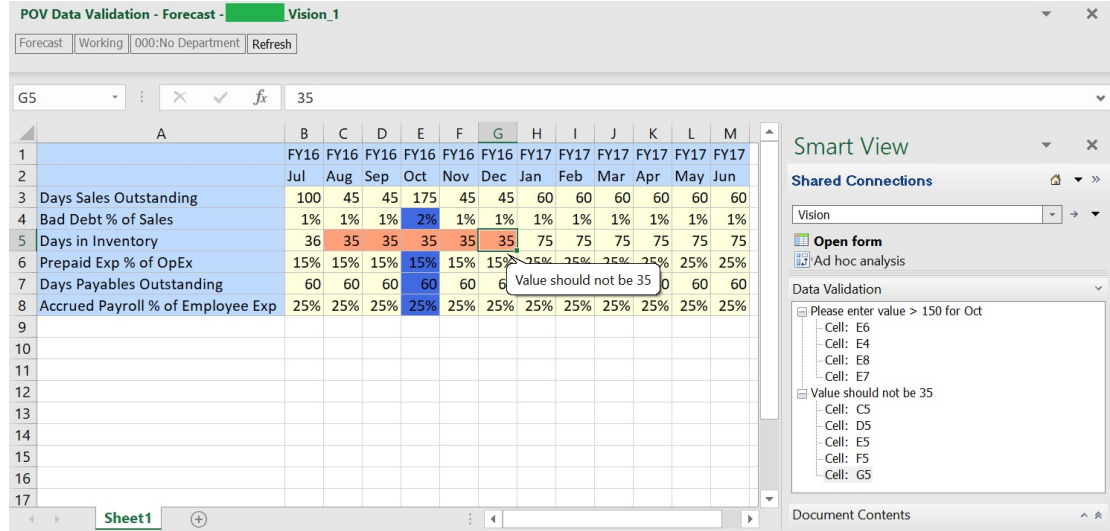 POV Data Validation - Forecast - _Vision_1
Forecast Working 000:No Department Refresh
G5 fx 35
A B C D E F G H I J K L M
1 FY16 FY16 FY16 FY16 FY16 FY16 FY17 FY17 FY17 FY17 FY17 FY17
2 Jul Aug Sep Oct Nov Dec Jan Feb Mar Apr May Jun
3 Days Sales Outstanding 100 45 45 175 45 45 60 60 60 60 60 60
4 Bad Debt % of Sales 1% 1% 1% 2% 1% 1% 1% 1% 1% 1% 1% 1%
5 Days in Inventory 36 35 35 35 35 35 75 75 75 75 75 75
6 Prepaid Exp % of OpEx 15% 15% 15% 15% 15% 15% 25% 25% 25% 25% 25% 25%
Value should not be 35
7 Days Payables Outstanding 60 60 60 60 60 6 0 60 60
8 Accrued Payroll % of Employee Exp 25% 25% 25% 25% 25% 25% 25% 25% 25% 25% 25% 25%
9
10
11
12
13
14
15
16
17
Sheet1
Smart View
Shared Connections
Vision
Open form
Ad hoc analysis
Data Validation
Please enter value > 150 for Oct
Cell: E6
Cell: E4
Cell: E8
Cell: E7
Value should not be 35
Cell: C5
Cell: D5
Cell: E5
Cell: F5
Cell: G5
Document Contents